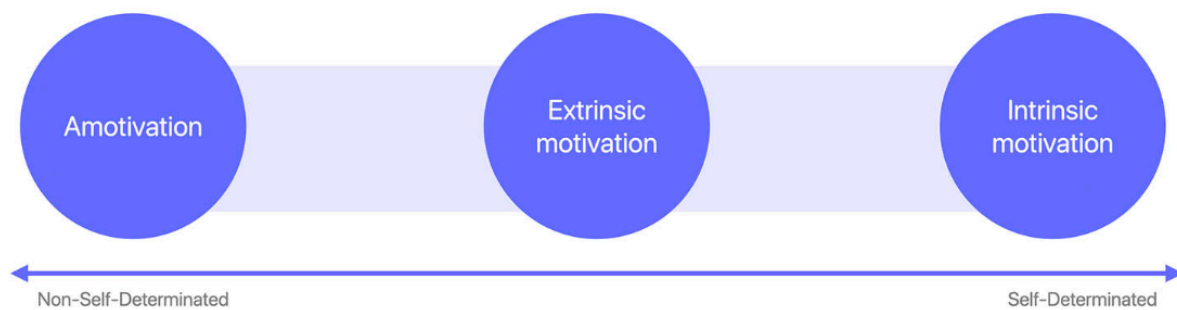 Amotivation
Extrinsic
motivation
Intrinsic
motivation
Non-Self-Determinated
Self-Determinated